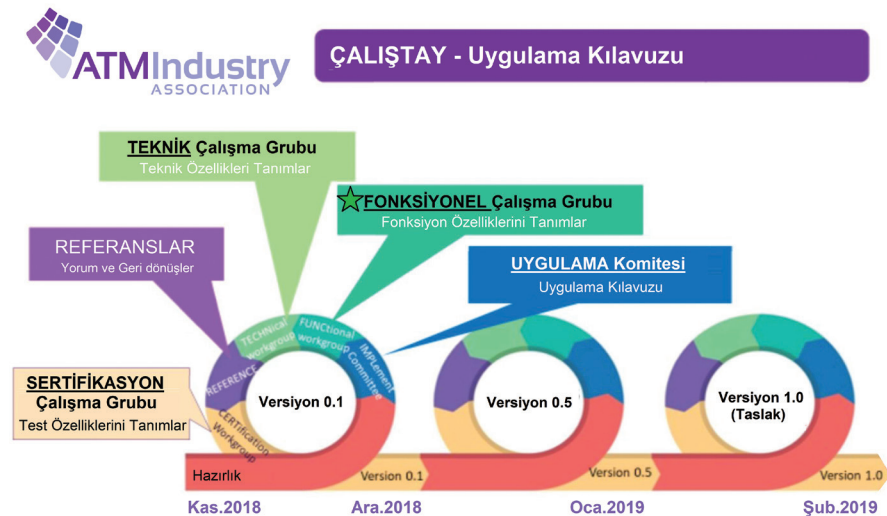 ATMIndustry
ASSOCIATION
ÇALIŞTAY - Uygulama Kılavuzu
TEKNİK Çalışma Grubu
Teknik Özellikleri Tanımlar
FONKSİYONEL Çalışma Grubu
Fonksiyon Özelliklerini Tanımlar
REFERANSLAR
Yorum ve Geri dönüşler
UYGULAMA Komitesi
Uygulama Kılavuzu
SERTİFİKASYON
Çalışma Grubu
Test Özelliklerini Tanımlar
TECHNical
workgroup
FUNCtional
workgroup
IMPLement
Committee
REFERENCE
CERTification
Workgroup
Versiyon 0.1
Versiyon 0.5
Versiyon 1.0
(Taslak)
Hazırlık
Version 0.1
Version 0.5
Version 1.0
Kas.2018
Ara.2018
Oca.2019
Şub.2019